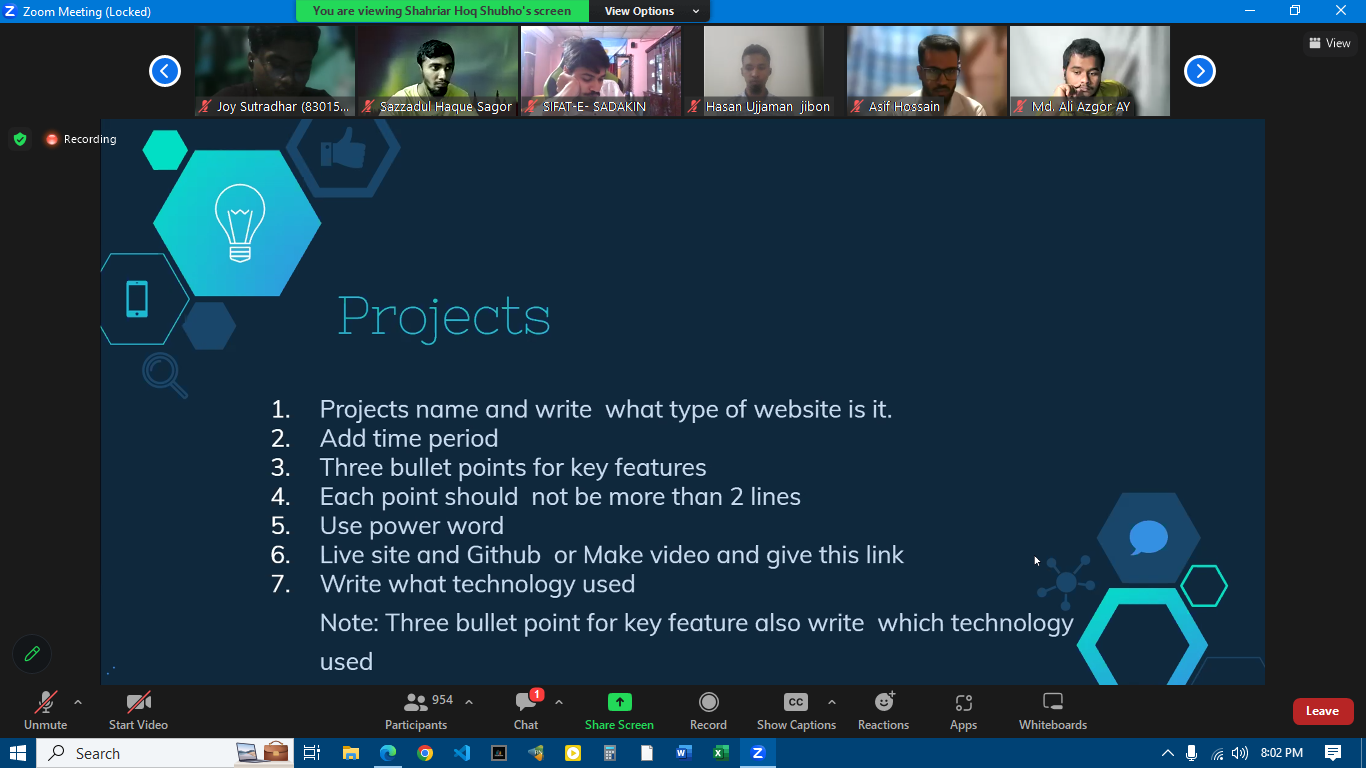 Zoom Meeting (Locked)
You are viewing Shahriar Hoq Shubho's screen
View Options
View
Joy Sutradhar (83015...
Sazzadul Haque Sagor
SIFAT-E- SADAKIN
Hasan Ujjaman jibon
Asif Hossain
Md. Ali Azgor AY
Recording
Projects
1. Projects name and write what type of website is it.
2. Add time period
3. Three bullet points for key features
4. Each point should not be more than 2 lines
5. Use power word
6. Live site and Github or Make video and give this link
7. Write what technology used
Note: Three bullet point for key feature also write which technology
used
Unmute
Start Video
954
Participants
1
Chat
Share Screen
Record
CC
Show Captions
Reactions
Apps
Whiteboards
Leave
Search
8:02 PM